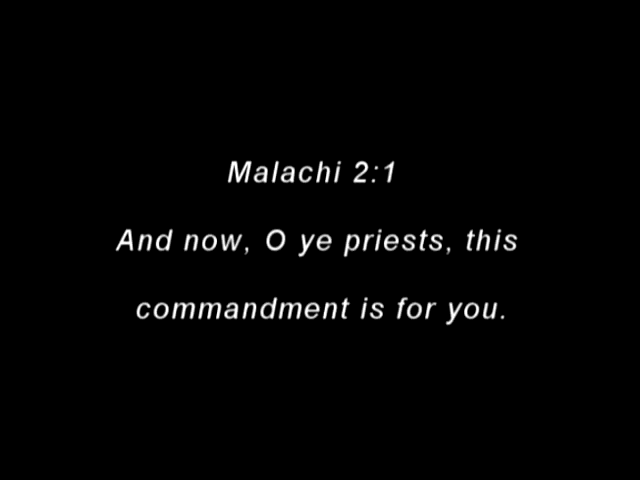 Malachi 2:1
And now, O ye priests, this
commandment is for you.